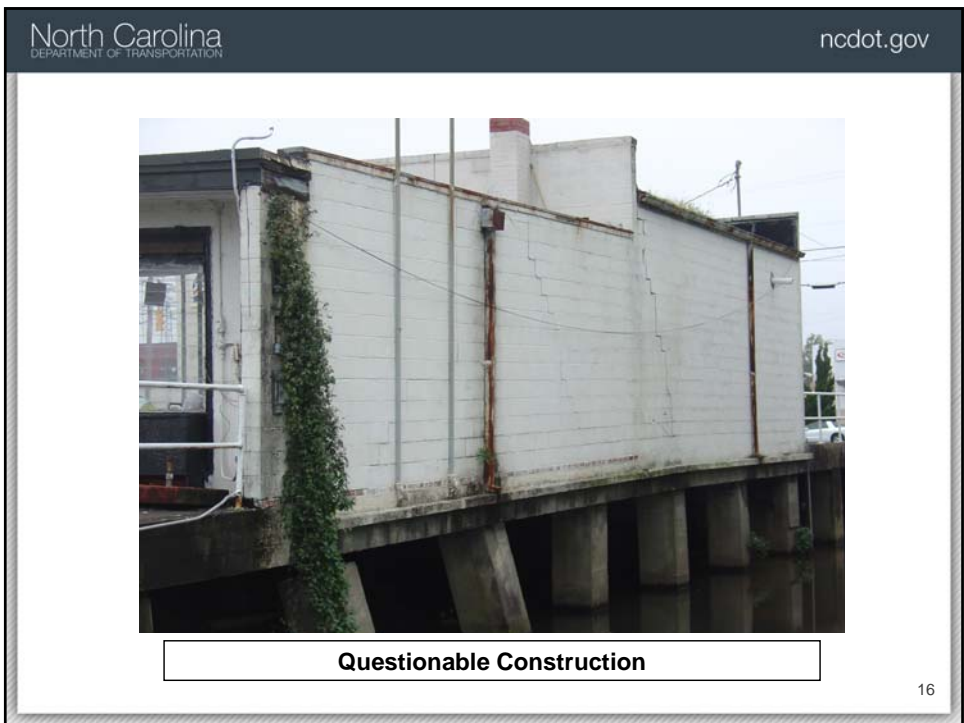 North Carolina
DEPARTMENT OF TRANSPORTATION
ncdot.gov
Questionable Construction
16